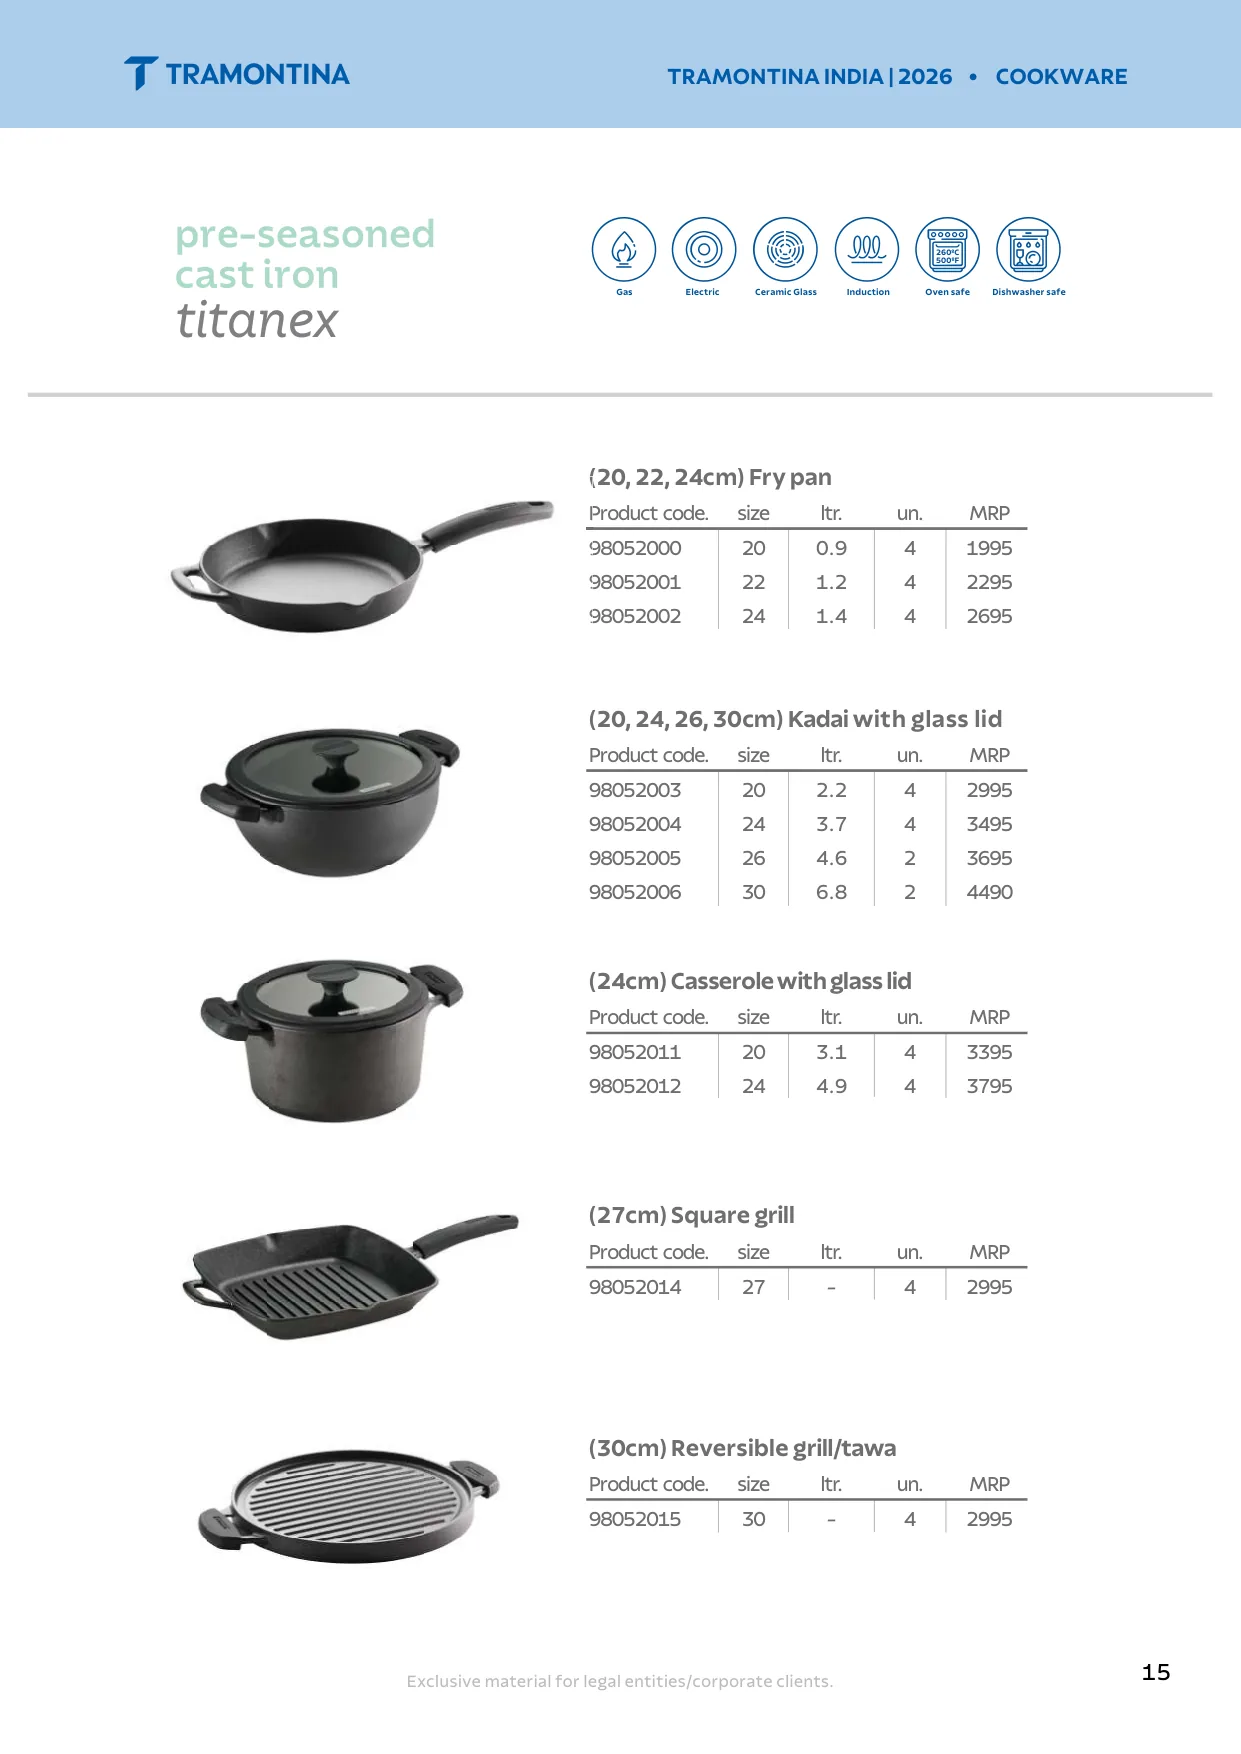 TRAMONTINA
TRAMONTINA INDIA | 2026 • COOKWARE
pre-seasoned
cast iron
titanex
260ºC
500ºF
Gas Electric Ceramic Glass Induction Oven safe Dishwasher safe
(20, 22, 24cm) Fry pan
Product code. size ltr. un. MRP
98052000 20 0.9 4 1995
98052001 22 1.2 4 2295
98052002 24 1.4 4 2695
(20, 24, 26, 30cm) Kadai with glass lid
Product code. size ltr. un. MRP
98052003 20 2.2 4 2995
98052004 24 3.7 4 3495
98052005 26 4.6 2 3695
98052006 30 6.8 2 4490
(24cm) Casserole with glass lid
Product code. size ltr. un. MRP
98052011 20 3.1 4 3395
98052012 24 4.9 4 3795
(27cm) Square grill
Product code. size ltr. un. MRP
98052014 27 - 4 2995
(30cm) Reversible grill/tawa
Product code. size ltr. un. MRP
98052015 30 - 4 2995
Exclusive material for legal entities/corporate clients.
15